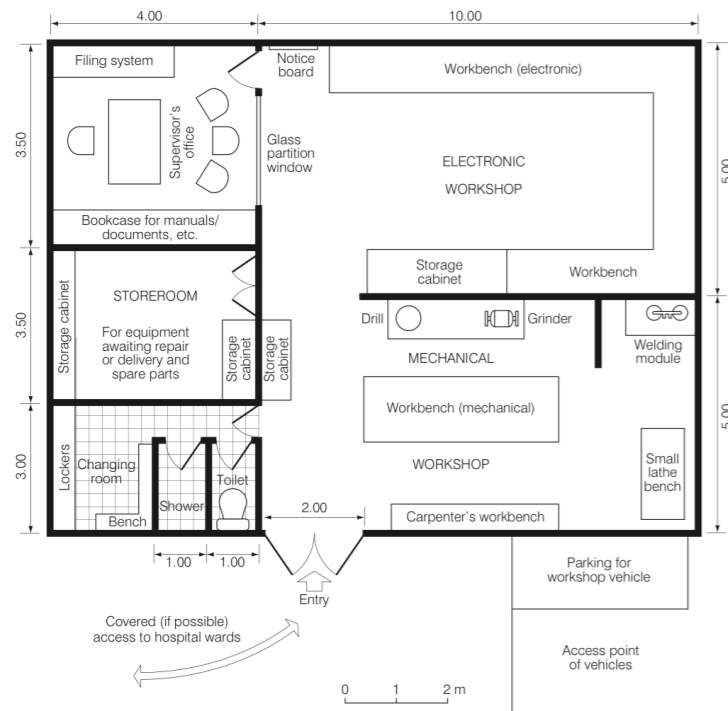 4.00
10.00
Filing system
Notice
board
Workbench (electronic)
3.50
Supervisor's
office
Glass
partition
window
ELECTRONIC
WORKSHOP
5.00
Bookcase for manuals/
documents, etc.
Storage
cabinet
Workbench
3.50
Storage cabinet
STOREROOM
For equipment
awaiting repair
or delivery and
spare parts
Storage
cabinet
Storage
cabinet
Drill
Grinder
Welding
module
MECHANICAL
Workbench (mechanical)
WORKSHOP
5.00
3.00
Lockers
Changing
room
Bench
Shower
Toilet
Small
lathe
bench
2.00
Carpenter's workbench
1.00
1.00
Entry
Parking for
workshop vehicle
Covered (if possible)
access to hospital wards
Access point
of vehicles
0 1 2 m